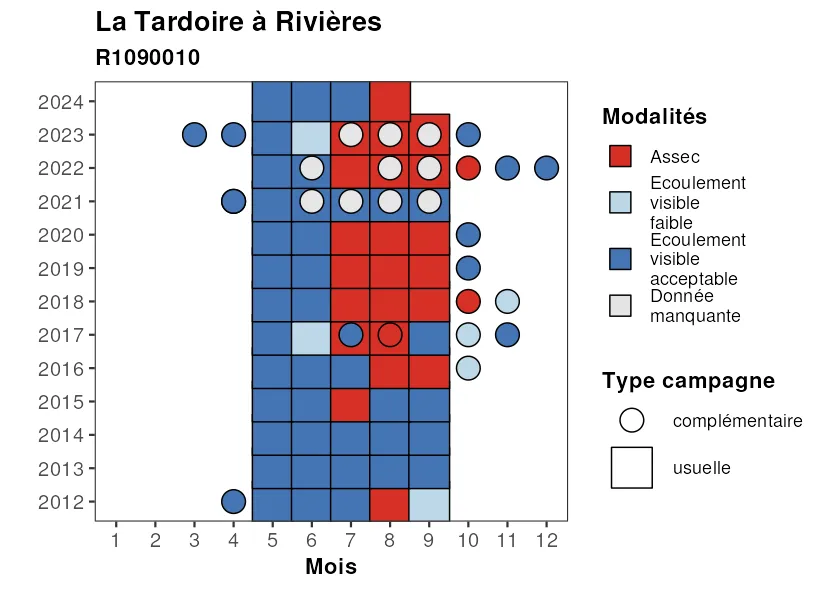 La Tardoire à Rivières
R1090010
2024
2023
2022
2021
2020
2019
2018
2017
2016
2015
2014
2013
2012
1 2 3 4 5 6 7 8 9 10 11 12
Mois
Modalités
Assec
Ecoulement
visible
faible
Ecoulement
visible
acceptable
Donnée
manquante
Type campagne
complémentaire
usuelle